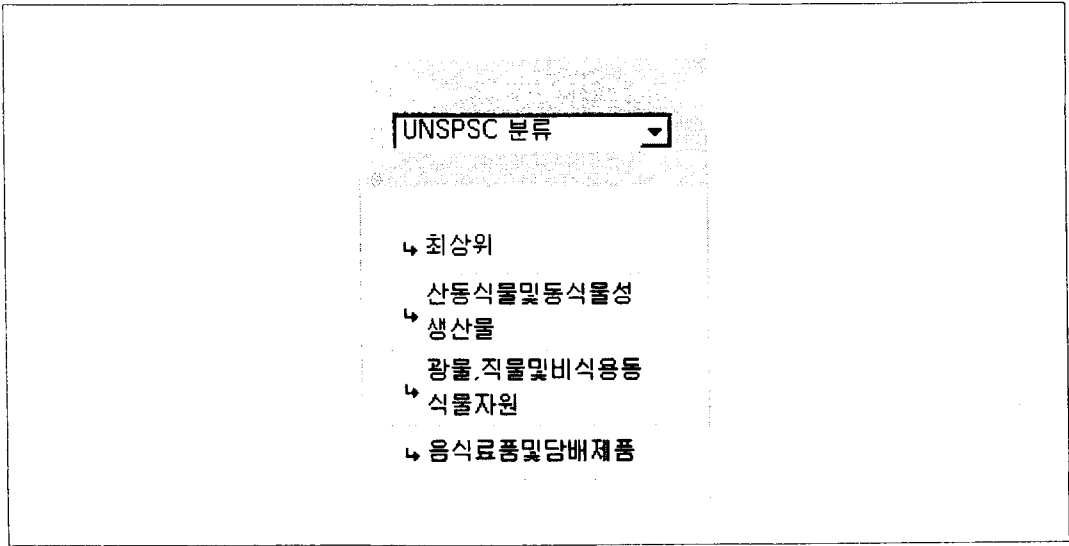 UNSPSC 분류
최상위
산동식물및동식물성
생산물
광물,직물및비식용동
식물자원
음식료품및담배제품